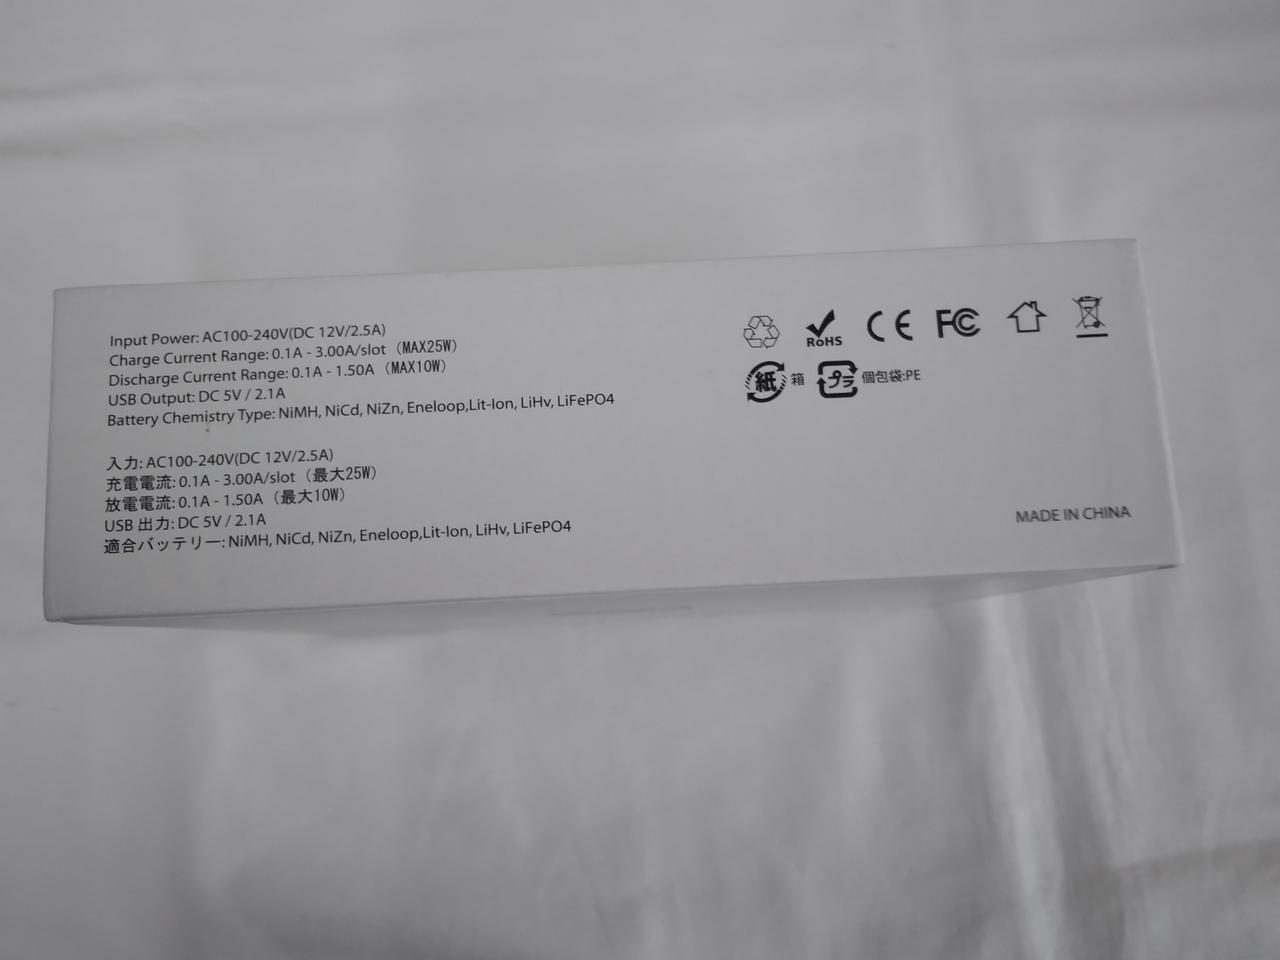 Input Power: AC100-240V(DC 12V/2.5A)
Charge Current Range: 0.1A - 3.00A/slot（MAX25W）
Discharge Current Range: 0.1A - 1.50A（MAX10W）
USB Output: DC 5V / 2.1A
Battery Chemistry Type: NiMH, NiCd, NiZn, Eneloop,Lit-Ion, LiHv, LiFePO4
入力: AC100-240V(DC 12V/2.5A)
充電電流: 0.1A - 3.00A/slot（最大25W）
放電電流: 0.1A - 1.50A（最大10W）
USB 出力: DC 5V / 2.1A
適合バッテリー: NiMH, NiCd, NiZn, Eneloop,Lit-Ion, LiHv, LiFePO4
RoHS CE FC
紙 箱 プラ 個包袋:PE
MADE IN CHINA